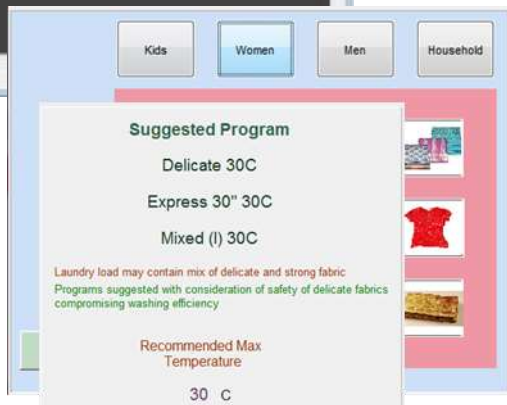 Kids Women Men Household
Suggested Program
Delicate 30C
Express 30" 30C
Mixed (I) 30C
Laundry load may contain mix of delicate and strong fabric
Programs suggested with consideration of safety of delicate fabrics
compromising washing efficiency
Recommended Max
Temperature
30 C